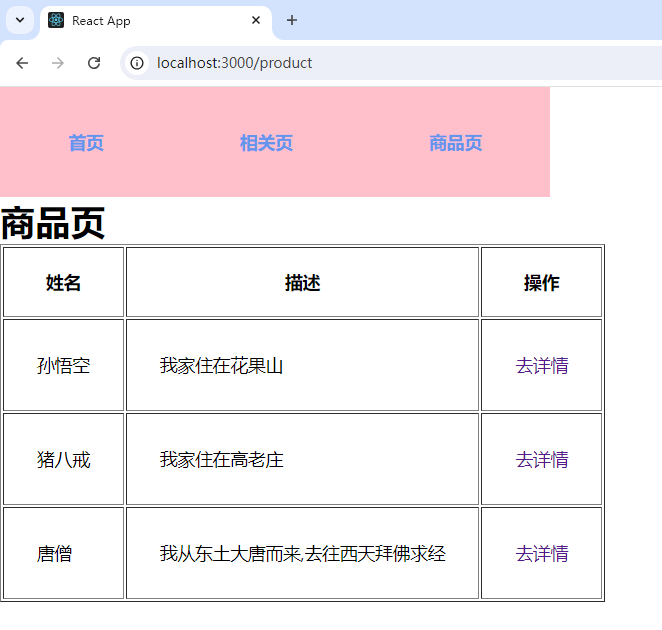 React App
localhost:3000/product
首页 相关页 商品页
商品页
姓名 描述 操作
孙悟空 我家住在花果山 去详情
猪八戒 我家住在高老庄 去详情
唐僧 我从东土大唐而来,去往西天拜佛求经 去详情